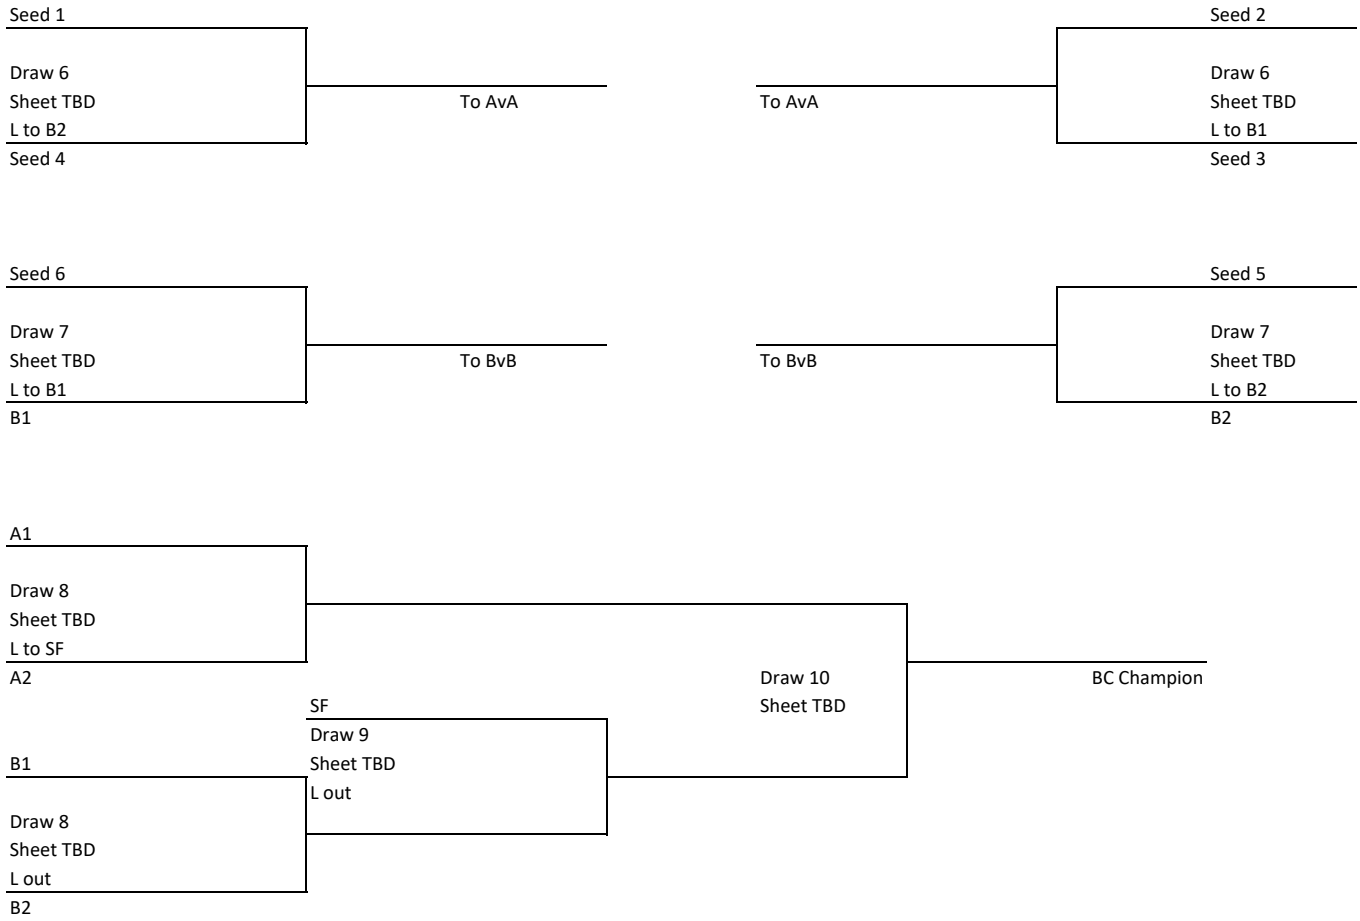 Seed 1
Seed 2
Draw 6
Draw 6
Sheet TBD
To AvA
To AvA
Sheet TBD
L to B2
L to B1
Seed 4
Seed 3
Seed 6
Seed 5
Draw 7
Draw 7
Sheet TBD
To BvB
To BvB
Sheet TBD
L to B1
L to B2
B1
B2
A1
Draw 8
Sheet TBD
L to SF
A2
Draw 10
BC Champion
SF
Sheet TBD
Draw 9
B1
Sheet TBD
L out
Draw 8
Sheet TBD
L out
B2